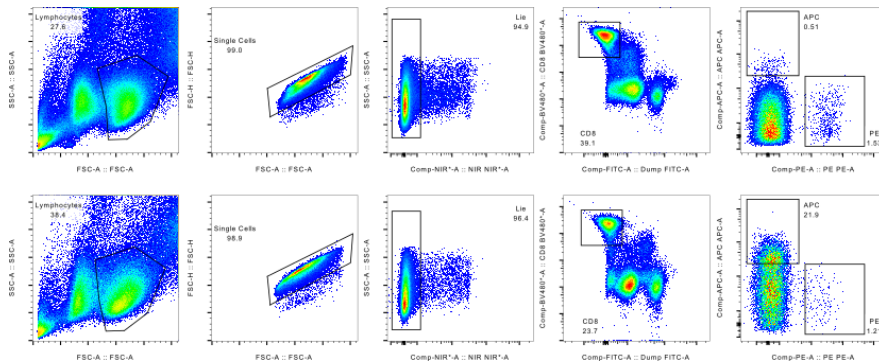 Lymphocytes
27.6
SSC-A :: SSC-A
FSC-A :: FSC-A
Single Cells
99.0
FSC-H :: FSC-H
FSC-A :: FSC-A
Lie
94.9
SSC-A :: SSC-A
Comp-NIR*-A :: NIR NIR*-A
CD8
39.1
Comp-BV480*-A :: CD8 BV480*-A
Comp-FITC-A :: Dump FITC-A
APC
0.51
PE
1.53
Comp-APC-A :: APC APC-A
Comp-PE-A :: PE PE-A
Lymphocytes
38.4
SSC-A :: SSC-A
FSC-A :: FSC-A
Single Cells
98.9
FSC-H :: FSC-H
FSC-A :: FSC-A
Lie
96.4
SSC-A :: SSC-A
Comp-NIR*-A :: NIR NIR*-A
CD8
23.7
Comp-BV480*-A :: CD8 BV480*-A
Comp-FITC-A :: Dump FITC-A
APC
21.9
PE
Comp-APC-A :: APC APC-A
Comp-PE-A :: PE PE-A